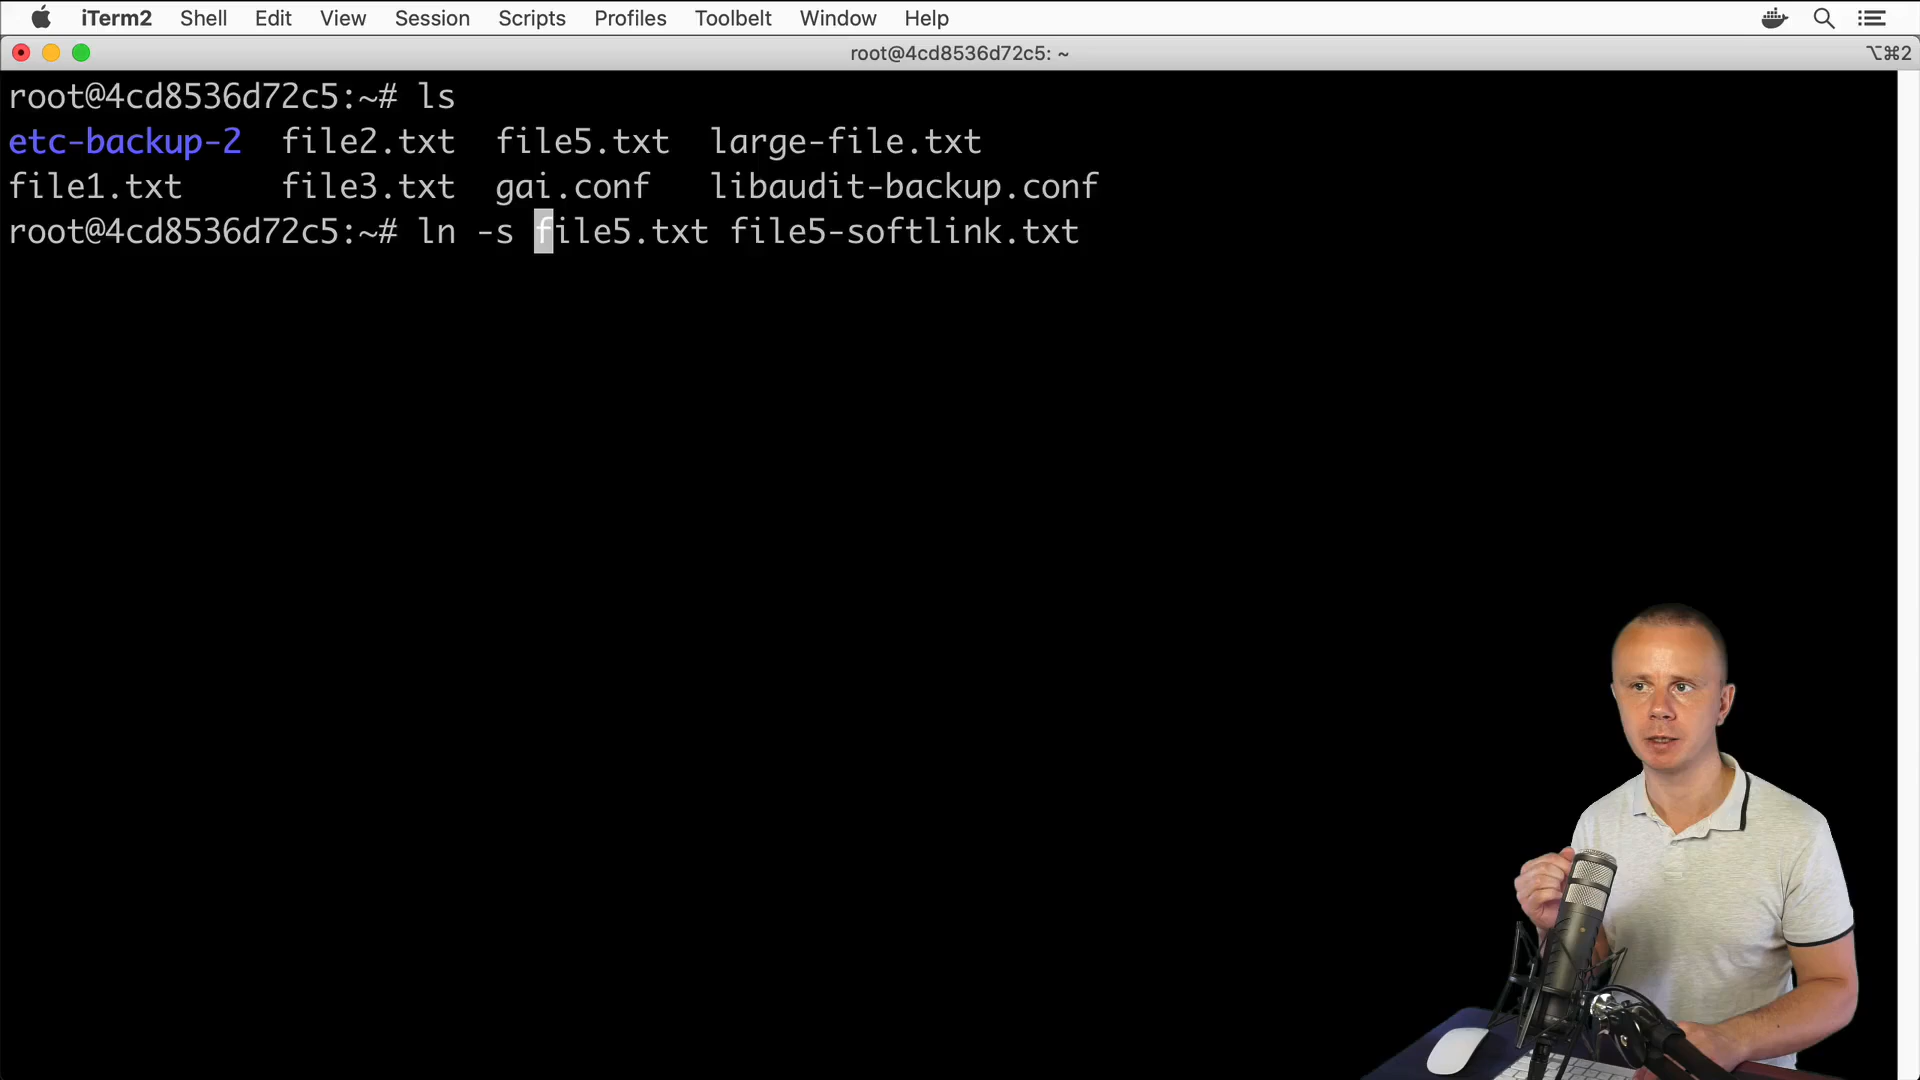 iTerm2 Shell Edit View Session Scripts Profiles Toolbelt Window Help
root@4cd8536d72c5: ~ ⌥⌘2
root@4cd8536d72c5:~# ls
etc-backup-2 file2.txt file5.txt large-file.txt
file1.txt file3.txt gai.conf libaudit-backup.conf
root@4cd8536d72c5:~# ln -s file5.txt file5-softlink.txt